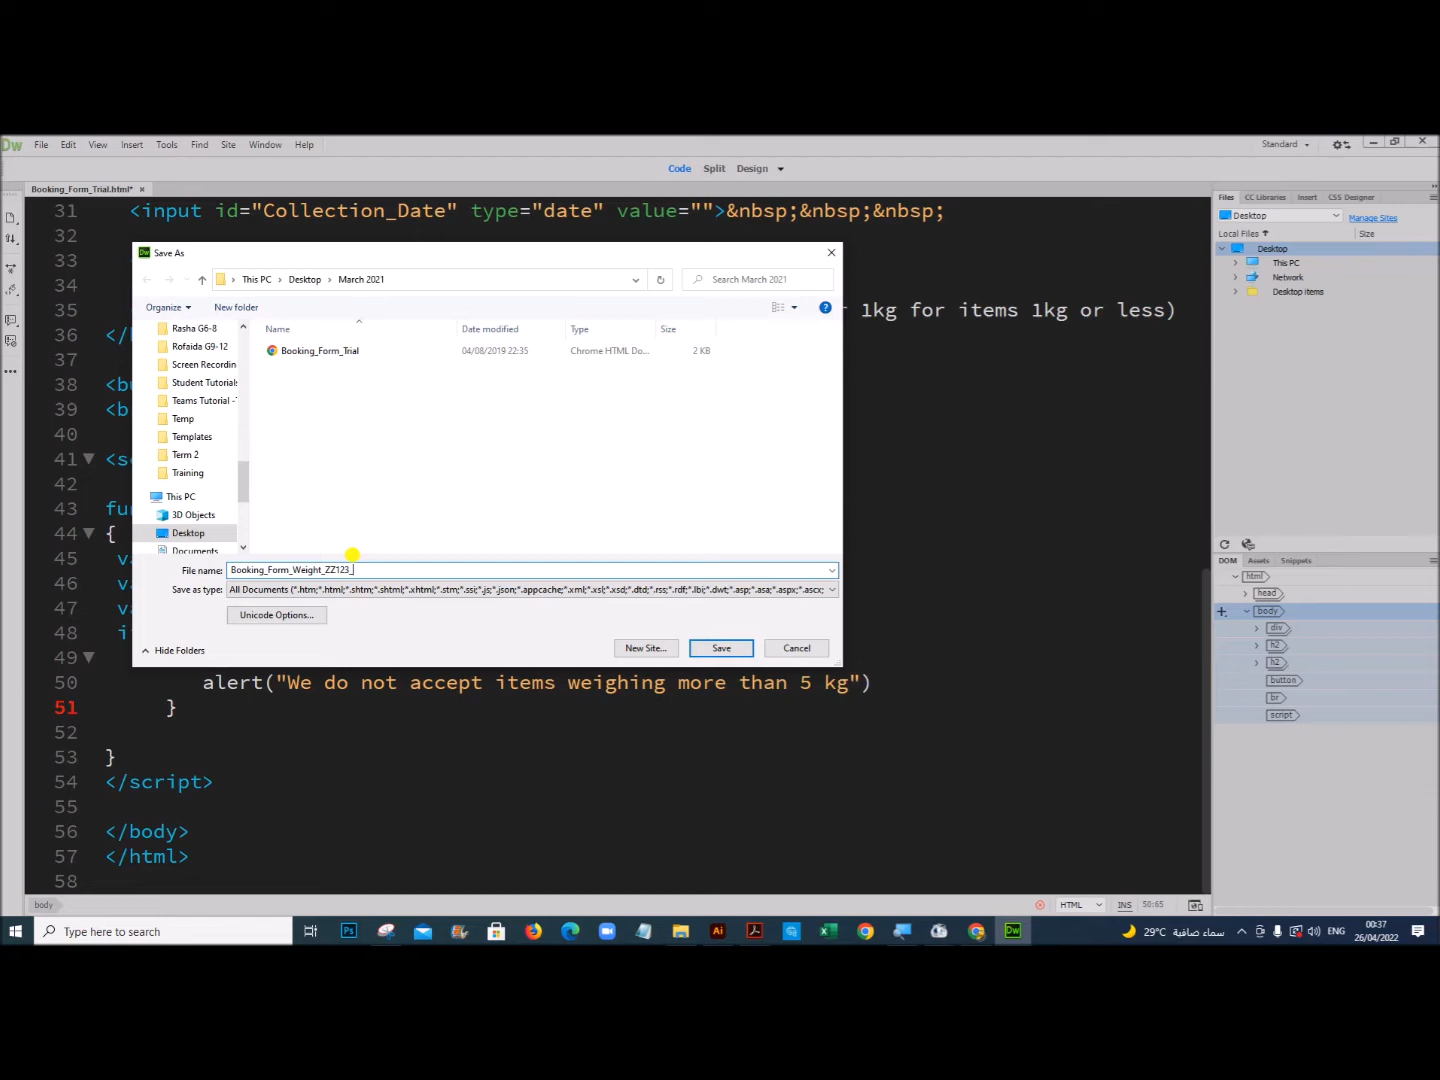 Dw File Edit View Insert Tools Find Site Window Help Standard
Code Split Design
Booking_Form_Trial.html* Files CC Libraries Insert CSS Designer
31 <input id="Collection_Date" type="date" value="">&nbsp;&nbsp;&nbsp;
Desktop Manage Sites
Local Files Size
Desktop
This PC
Network
Desktop items
32
33
34
35 1kg for items 1kg or less)
36 </
37
38 <b
39 <b
40
41 <s
42
43 fu
44 {
45 v
46 v
47 v
48 i
49
50 alert("We do not accept items weighing more than 5 kg")
51 }
52
53 }
54 </script>
55
56 </body>
57 </html>
58
Save As
This PC Desktop March 2021 Search March 2021
Organize New folder
Rasha G6-8
Rofaida G9-12
Screen Recordin
Student Tutorials
Teams Tutorial -
Temp
Templates
Term 2
Training
This PC
3D Objects
Desktop
Documents
Name Date modified Type Size
Booking_Form_Trial 04/08/2019 22:35 Chrome HTML Do... 2 KB
File name: Booking_Form_Weight_ZZ123_
Save as type: All Documents (*.htm;*.html;*.shtm;*.shtml;*.xhtml;*.stm;*.ssi;*.js;*.json;*.appcache;*.xml;*.xsl;*.xsd;*.dtd;*.rss;*.rdf;*.lbi;*.dwt;*.asp;*.asa;*.aspx;*.ascx;
Unicode Options...
Hide Folders New Site... Save Cancel
DOM Assets Snippets
html
head
body
div
h2
h2
button
br
script
body HTML INS 50:65
Type here to search Ps Ai Dw 29°C سماء صافية ENG 00:37
26/04/2022